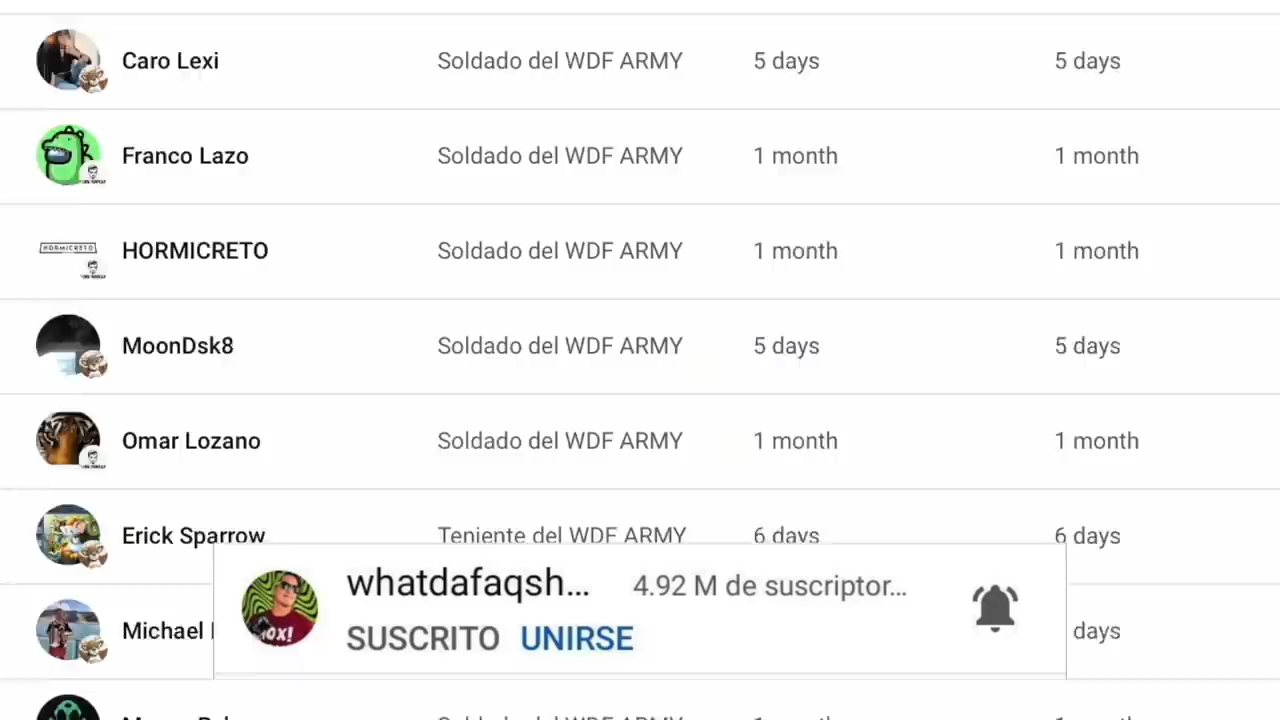 Caro Lexi Soldado del WDF ARMY 5 days 5 days
Franco Lazo Soldado del WDF ARMY 1 month 1 month
HORMICRETO HORMICRETO Soldado del WDF ARMY 1 month 1 month
MoonDsk8 Soldado del WDF ARMY 5 days 5 days
Omar Lozano Soldado del WDF ARMY 1 month 1 month
Erick Sparrow Teniente del WDF ARMY 6 days 6 days
whatdafaqsh... 4.92 M de suscriptor...
Michael days
SUSCRITO UNIRSE